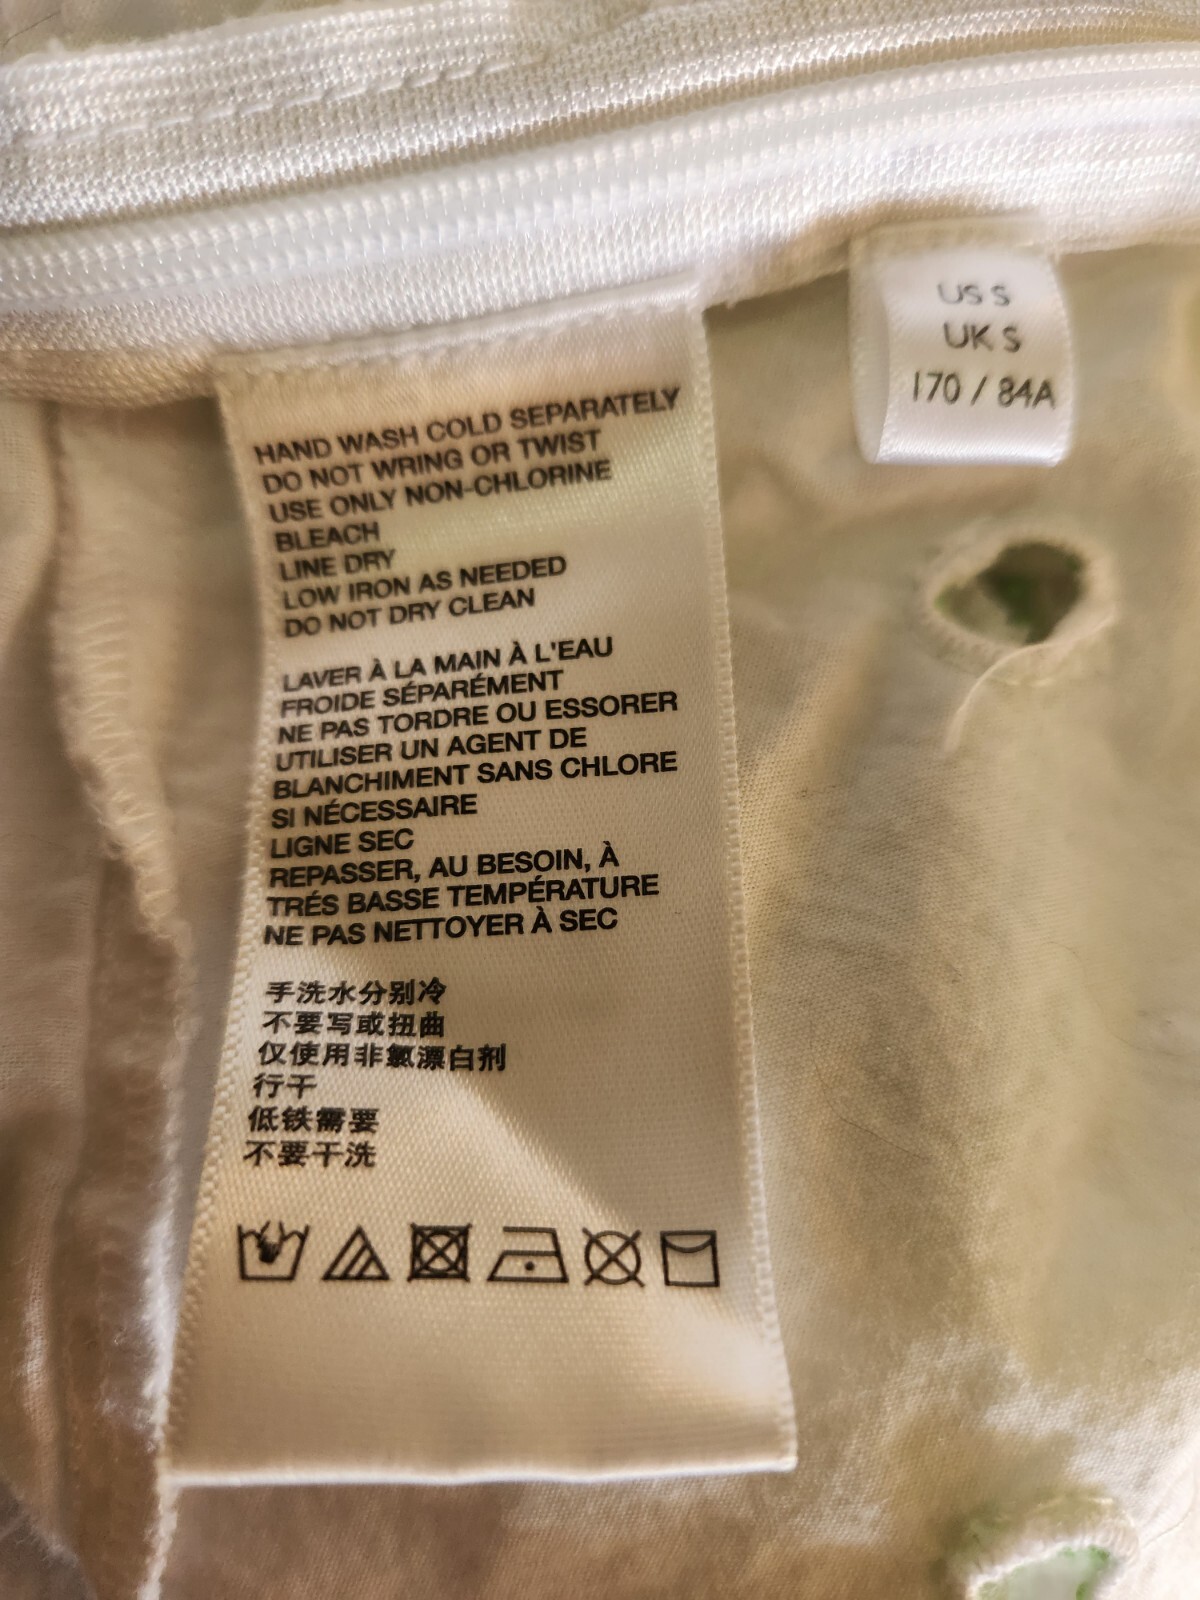 US S
UK S
170 / 84A
HAND WASH COLD SEPARATELY
DO NOT WRING OR TWIST
USE ONLY NON-CHLORINE
BLEACH
LINE DRY
LOW IRON AS NEEDED
DO NOT DRY CLEAN
LAVER À LA MAIN À L'EAU
FROIDE SÉPARÉMENT
NE PAS TORDRE OU ESSORER
UTILISER UN AGENT DE
BLANCHIMENT SANS CHLORE
SI NÉCESSAIRE
LIGNE SEC
REPASSER, AU BESOIN, À
TRÉS BASSE TEMPÉRATURE
NE PAS NETTOYER À SEC
手洗水分别冷
不要写或扭曲
仅使用非氯漂白剂
行干
低铁需要
不要干洗